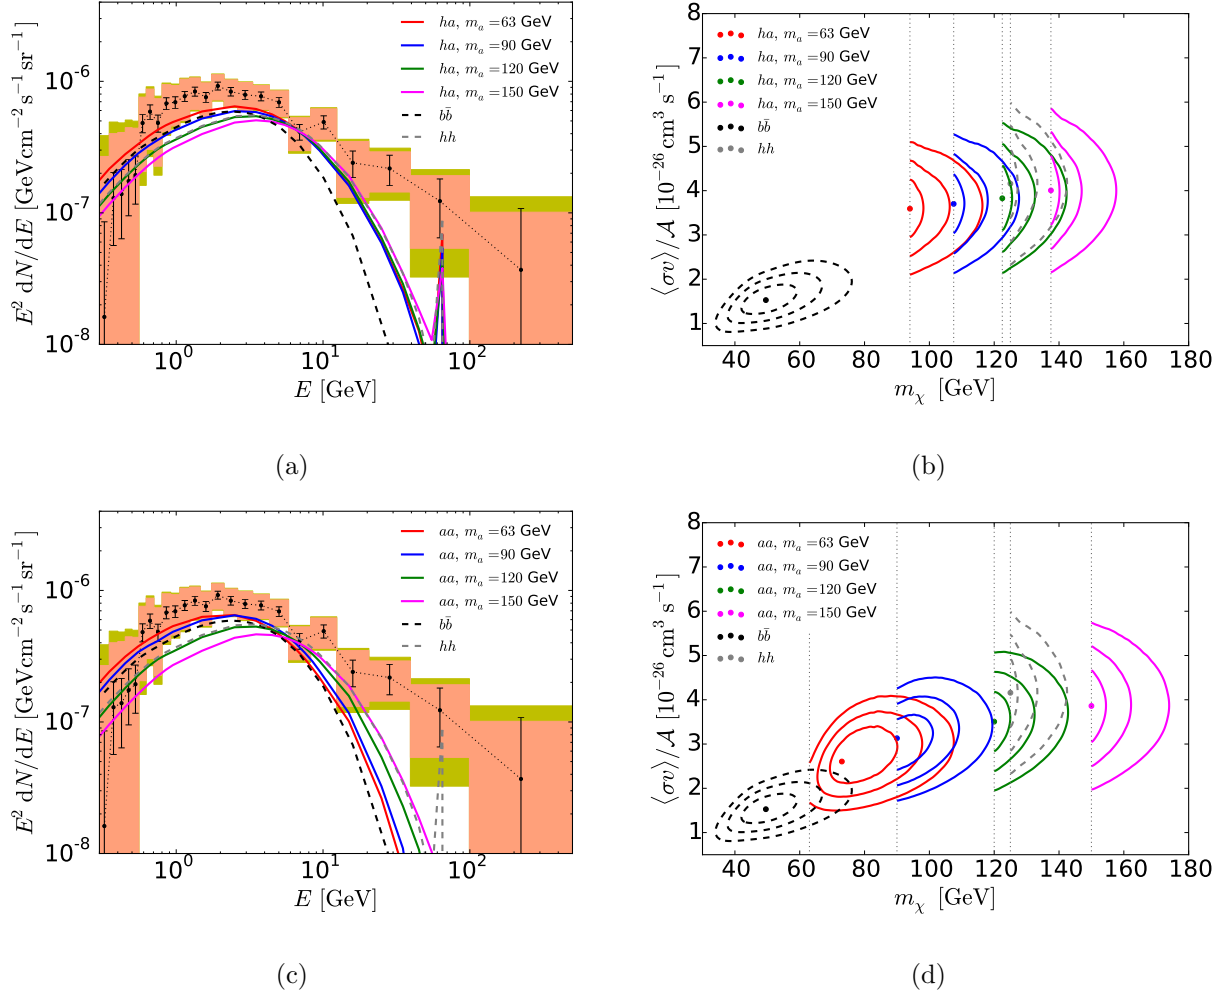 10^{-6}
10^{-7}
10^{-8}
E^2 dN/dE [GeVcm^{-2} s^{-1} sr^{-1}]
ha, m_a =63 GeV
ha, m_a =90 GeV
ha, m_a =120 GeV
ha, m_a =150 GeV
b\bar{b}
hh
10^0 10^1 10^2
E [GeV]
(a)
8
7
6
5
4
3
2
1
⟨σv⟩/A [10^{-26} cm^3 s^{-1}]
ha, m_a =63 GeV
ha, m_a =90 GeV
ha, m_a =120 GeV
ha, m_a =150 GeV
b\bar{b}
hh
40 60 80 100 120 140 160 180
m_χ [GeV]
(b)
10^{-6}
10^{-7}
10^{-8}
E^2 dN/dE [GeVcm^{-2} s^{-1} sr^{-1}]
aa, m_a =63 GeV
aa, m_a =90 GeV
aa, m_a =120 GeV
aa, m_a =150 GeV
b\bar{b}
hh
10^0 10^1 10^2
E [GeV]
(c)
8
7
6
5
4
3
2
1
⟨σv⟩/A [10^{-26} cm^3 s^{-1}]
aa, m_a =63 GeV
aa, m_a =90 GeV
aa, m_a =120 GeV
aa, m_a =150 GeV
b\bar{b}
hh
40 60 80 100 120 140 160 180
m_χ [GeV]
(d)